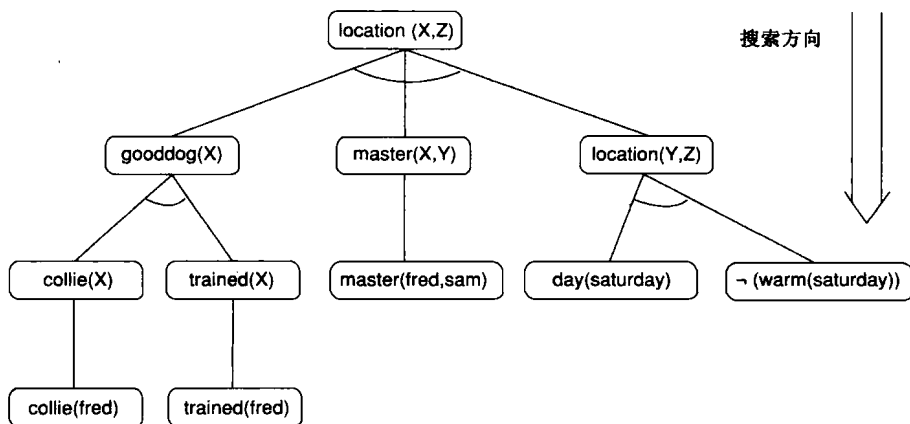 location (X,Z)
搜索方向
gooddog(X)
master(X,Y)
location(Y,Z)
collie(X)
trained(X)
master(fred,sam)
day(saturday)
¬ (warm(saturday))
collie(fred)
trained(fred)